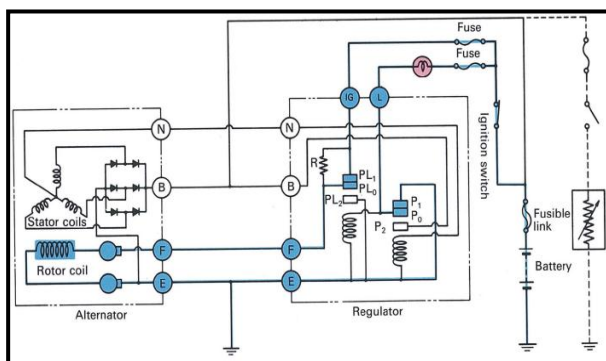 Fuse
Fuse
IG
L
Ignition switch
N
N
R
PL1
PL0
PL2
B
B
P1
P0
P2
Stator coils
Fusible
link
Rotor coil
F
F
Battery
E
E
Alternator
Regulator